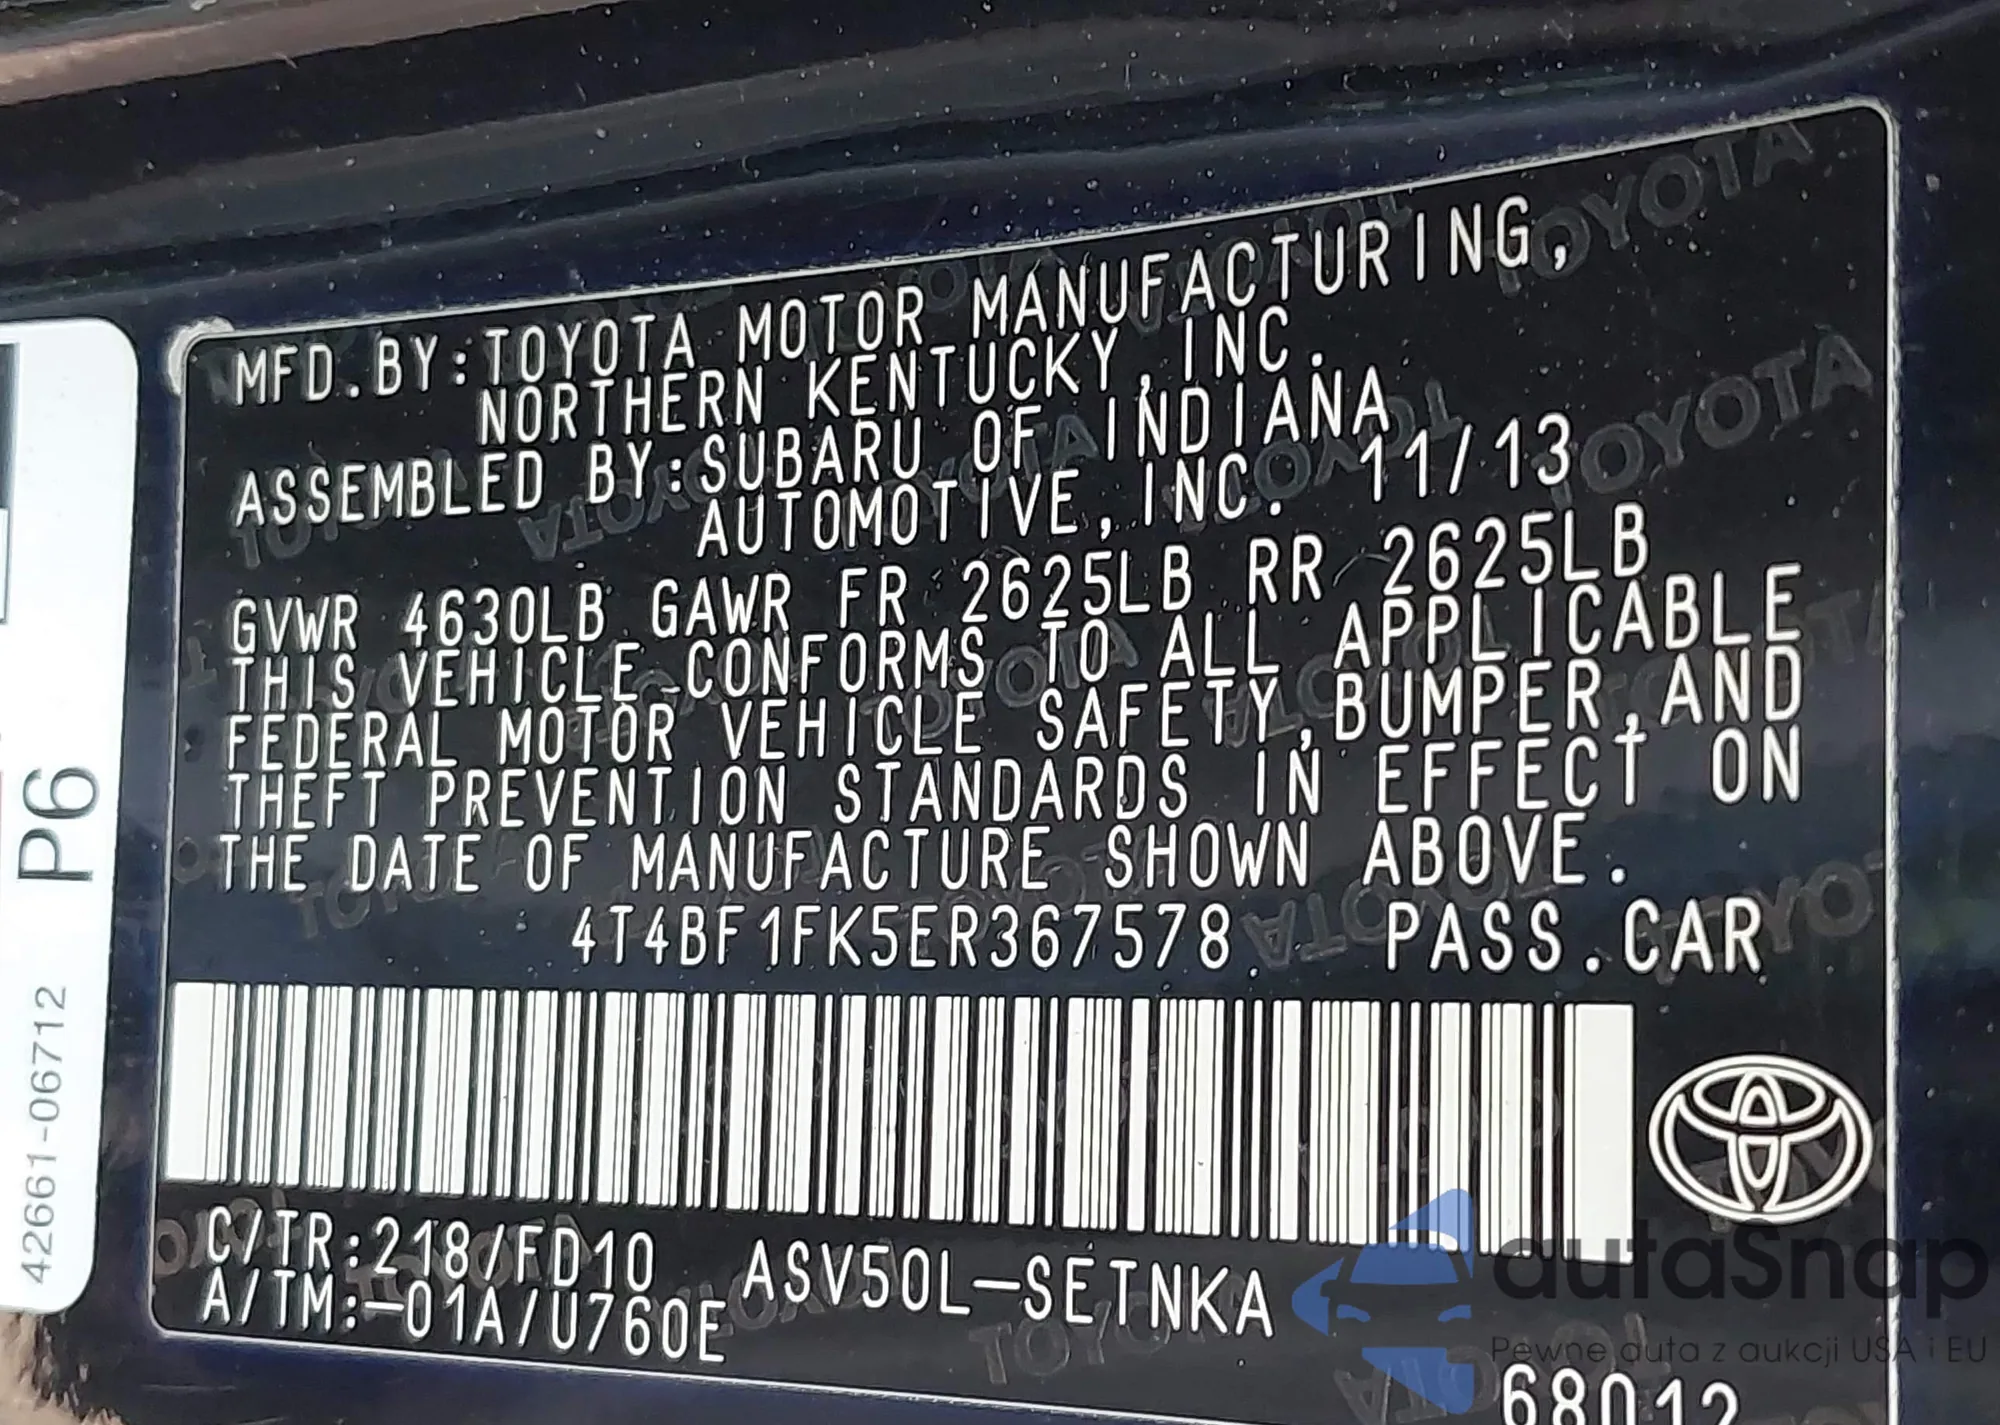 MFD.BY:TOYOTA MOTOR MANUFACTURING,
NORTHERN KENTUCKY,INC.
ASSEMBLED BY:SUBARU OF INDIANA
AUTOMOTIVE,INC. 11/13
GVWR 4630LB GAWR FR 2625LB RR 2625LB
THIS VEHICLE CONFORMS TO ALL APPLICABLE
FEDERAL MOTOR VEHICLE SAFETY,BUMPER,AND
THEFT PREVENTION STANDARDS IN EFFECT ON
THE DATE OF MANUFACTURE SHOWN ABOVE.
4T4BF1FK5ER367578 PASS.CAR
C/TR:218/FD10 ASV50L-SETNKA
A/TM:-01A/U760E
68012
P6
42661-06712
autaSnap
Pewne auta z aukcji USA i EU